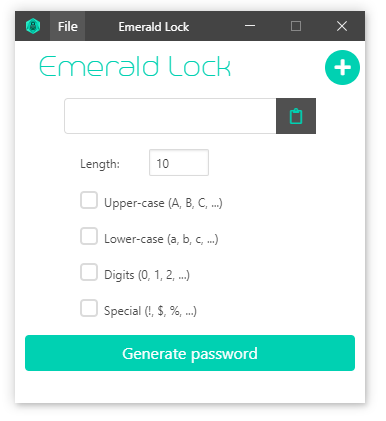 File Emerald Lock
Emerald Lock
Length: 10
Upper-case (A, B, C, ...)
Lower-case (a, b, c, ...)
Digits (0, 1, 2, ...)
Special (!, $, %, ...)
Generate password